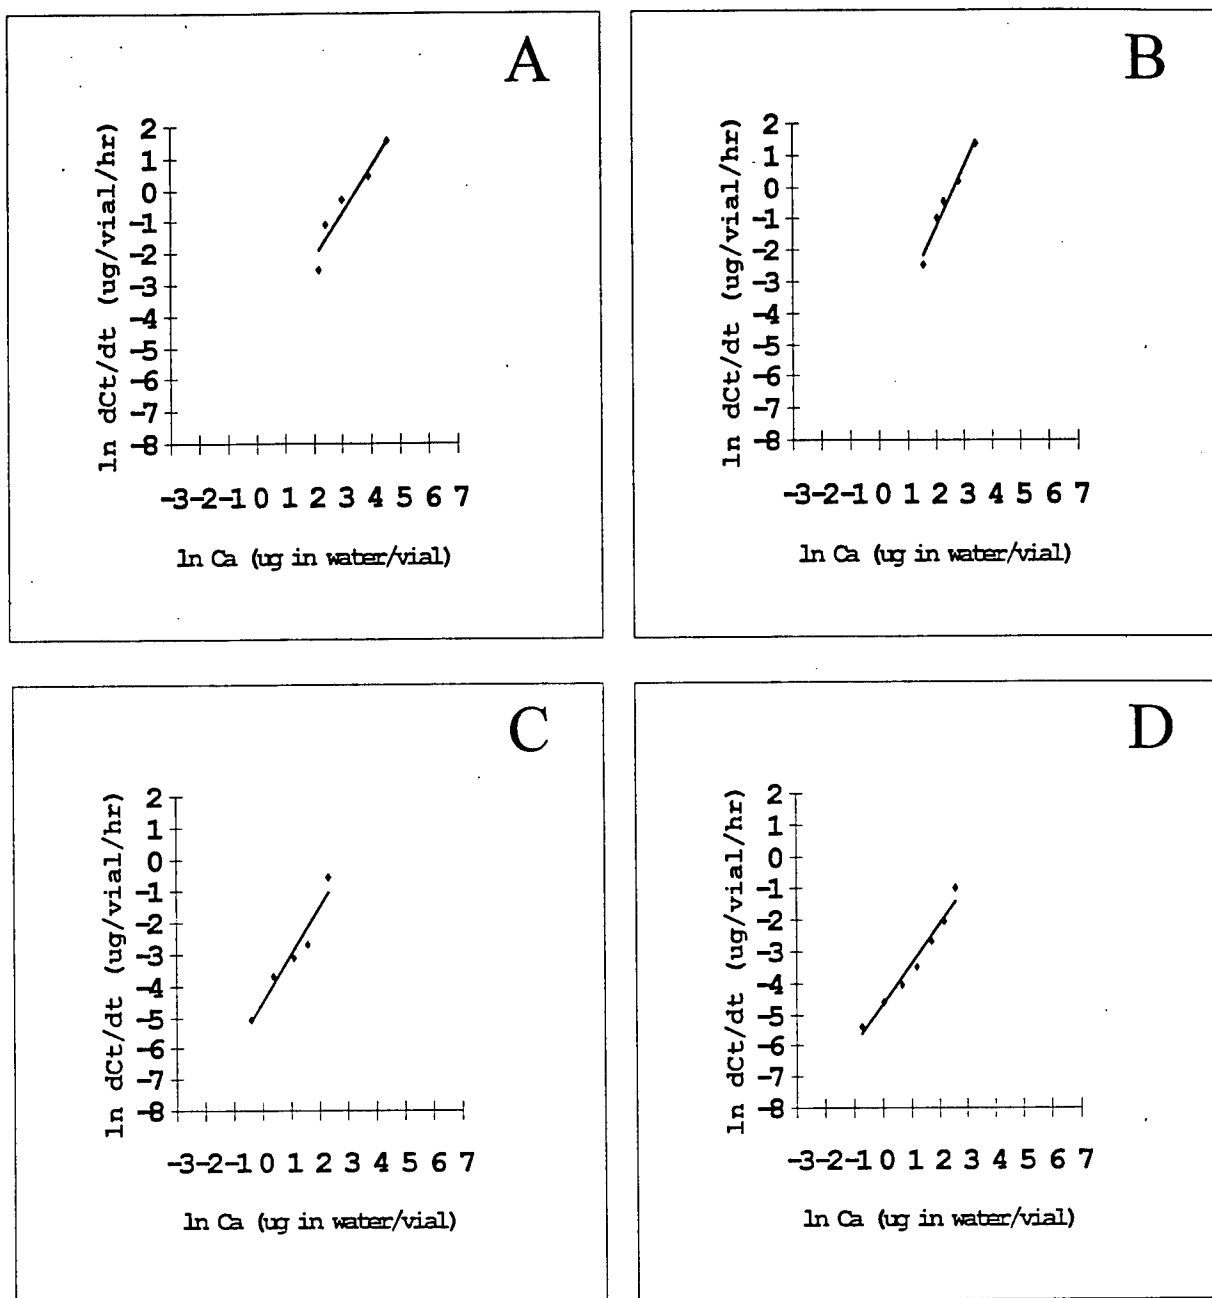 A
ln dCt/dt (ug/vial/hr)
2
1
0
-1
-2
-3
-4
-5
-6
-7
-8
-3-2-1 0 1 2 3 4 5 6 7
ln Ca (ug in water/vial)
B
ln dCt/dt (ug/vial/hr)
2
1
0
-1
-2
-3
-4
-5
-6
-7
-8
-3-2-1 0 1 2 3 4 5 6 7
ln Ca (ug in water/vial)
C
ln dCt/dt (ug/vial/hr)
2
1
0
-1
-2
-3
-4
-5
-6
-7
-8
-3-2-1 0 1 2 3 4 5 6 7
ln Ca (ug in water/vial)
D
ln dCt/dt (ug/vial/hr)
2
1
0
-1
-2
-3
-4
-5
-6
-7
-8
-3-2-1 0 1 2 3 4 5 6 7
ln Ca (ug in water/vial)